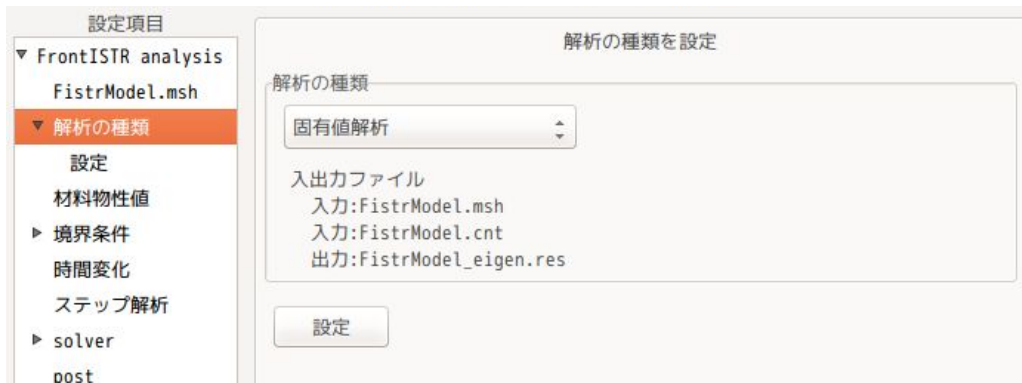 設定項目
FrontISTR analysis
FistrModel.msh
解析の種類
設定
材料物性値
境界条件
時間変化
ステップ解析
solver
post
解析の種類を設定
解析の種類
固有値解析
入出力ファイル
入力:FistrModel.msh
入力:FistrModel.cnt
出力:FistrModel_eigen.res
設定